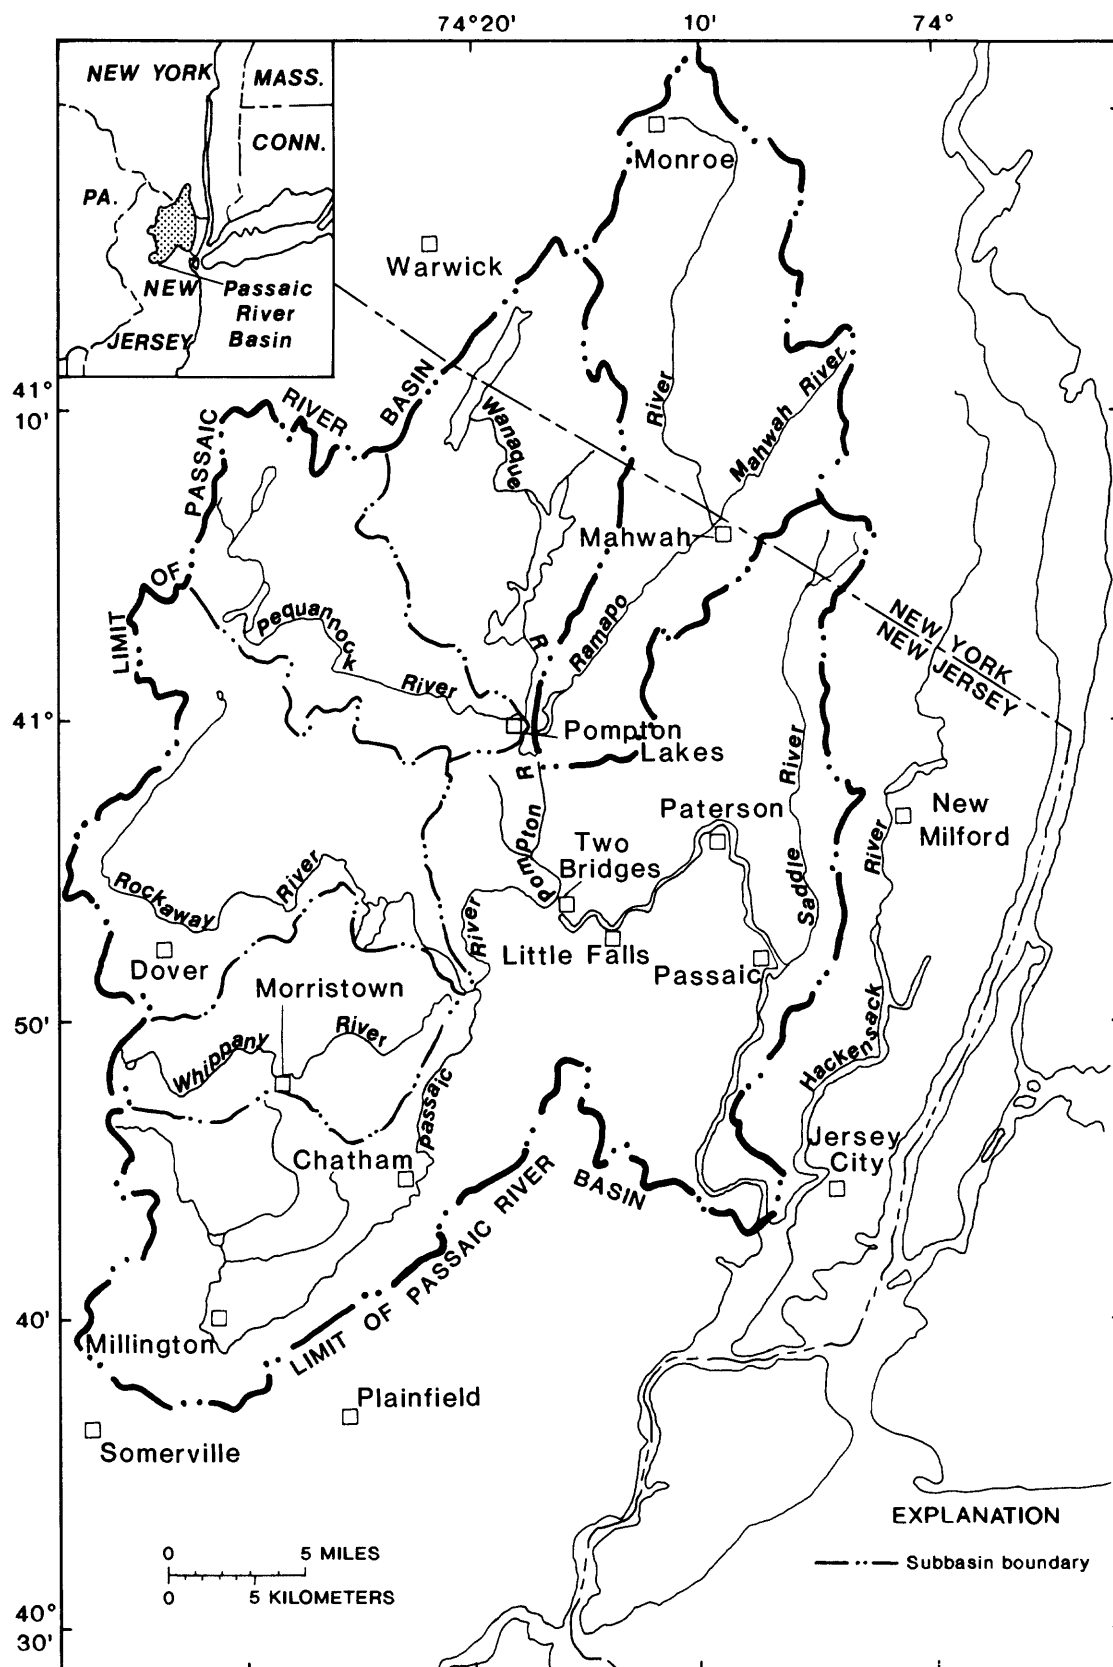 74°20'
10'
74°
NEW YORK
MASS.
CONN.
PA.
NEW
JERSEY
Passaic
River
Basin
Monroe
Warwick
41°
10'
LIMIT OF PASSAIC RIVER BASIN
Wanaque
R
River
Mahwah River
Mahwah
Ramapo
R
Pequannock
River
NEW YORK
NEW JERSEY
41°
Pompton
Lakes
Pompton
River
Saddle
Paterson
New
Milford
Two
Bridges
River
Hackensack
Rockaway
River
River
Little Falls
Passaic
Dover
Morristown
50'
Whippany
River
Passaic
Chatham
Jersey
City
LIMIT OF PASSAIC RIVER BASIN
40'
Millington
Plainfield
Somerville
EXPLANATION
Subbasin boundary
0 5 MILES
0 5 KILOMETERS
40°
30'